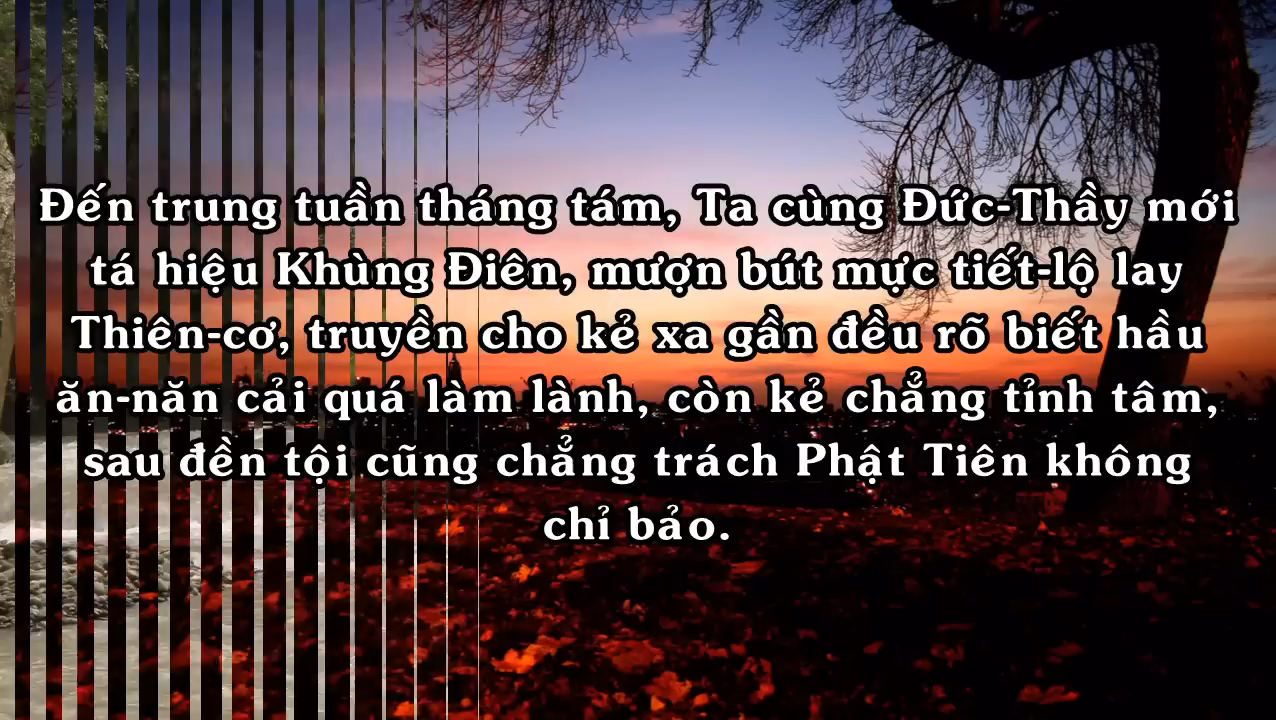 Đến trung tuần tháng tám, Ta cùng Đức-Thầy mới
tá hiệu Khùng Điên, mượn bút mực tiết-lộ lay
Thiên-cơ, truyền cho kẻ xa gần đều rõ biết hầu
ăn-năn cải quá làm lành, còn kẻ chẳng tỉnh tâm,
sau đền tội cũng chẳng trách Phật Tiên không
chỉ bảo.